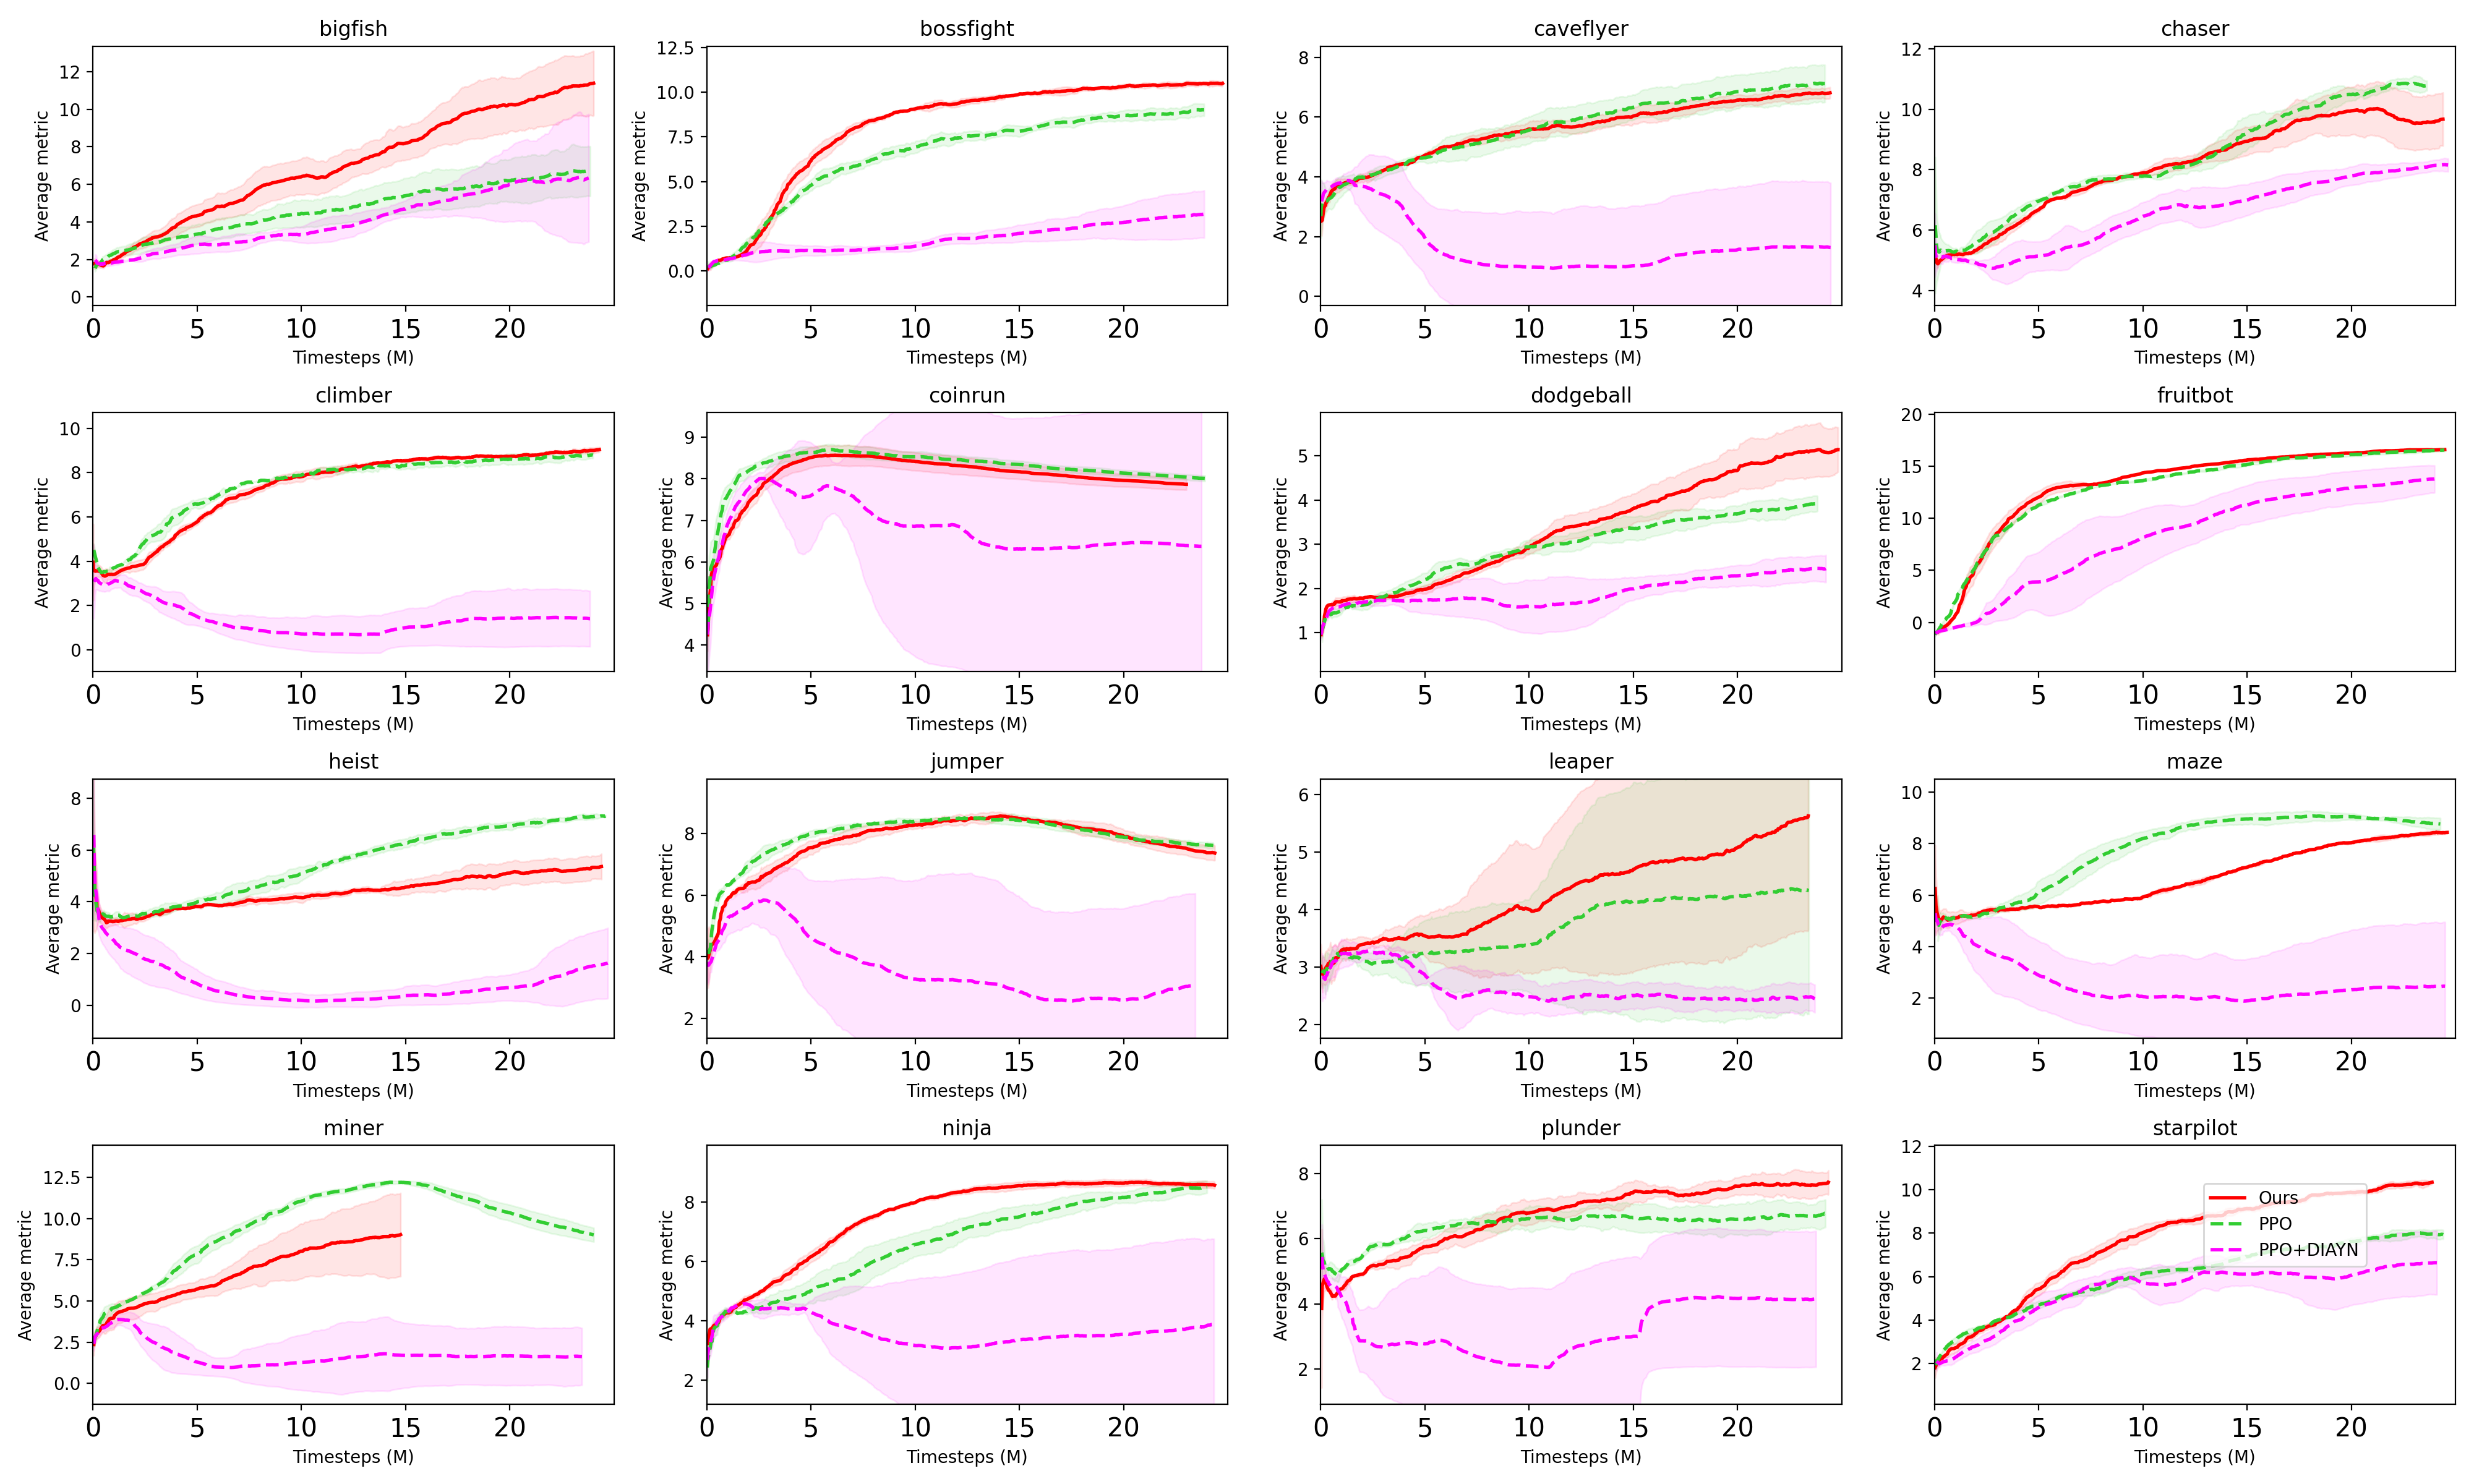 bigfish bossfight caveflyer chaser
Average metric 0 2 4 6 8 10 12
Average metric 0.0 2.5 5.0 7.5 10.0 12.5
Average metric 0 2 4 6 8
Average metric 4 6 8 10 12
0 5 10 15 20 0 5 10 15 20 0 5 10 15 20 0 5 10 15 20
Timesteps (M) Timesteps (M) Timesteps (M) Timesteps (M)
climber coinrun dodgeball fruitbot
Average metric 0 2 4 6 8 10
Average metric 4 5 6 7 8 9
Average metric 1 2 3 4 5
Average metric 0 5 10 15 20
0 5 10 15 20 0 5 10 15 20 0 5 10 15 20 0 5 10 15 20
Timesteps (M) Timesteps (M) Timesteps (M) Timesteps (M)
heist jumper leaper maze
Average metric 0 2 4 6 8
Average metric 2 4 6 8
Average metric 2 3 4 5 6
Average metric 2 4 6 8 10
0 5 10 15 20 0 5 10 15 20 0 5 10 15 20 0 5 10 15 20
Timesteps (M) Timesteps (M) Timesteps (M) Timesteps (M)
miner ninja plunder starpilot
Average metric 0.0 2.5 5.0 7.5 10.0 12.5
Average metric 2 4 6 8
Average metric 2 4 6 8
Average metric 2 4 6 8 10 12
Ours
PPO
PPO+DIAYN
0 5 10 15 20 0 5 10 15 20 0 5 10 15 20 0 5 10 15 20
Timesteps (M) Timesteps (M) Timesteps (M) Timesteps (M)